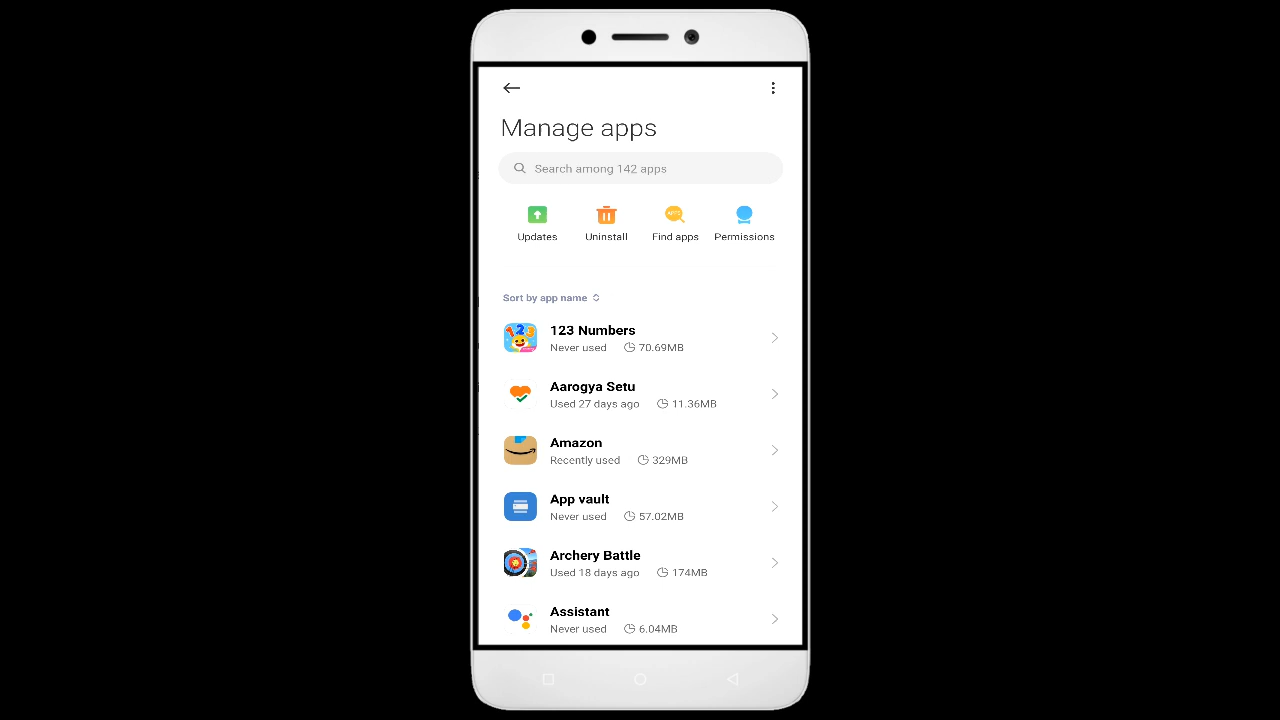 Manage apps
Search among 142 apps
Updates
Uninstall
Find apps
Permissions
Sort by app name
123 Numbers
Never used 70.69MB
Aarogya Setu
Used 27 days ago 11.36MB
Amazon
Recently used 329MB
App vault
Never used 57.02MB
Archery Battle
Used 18 days ago 174MB
Assistant
Never used 6.04MB